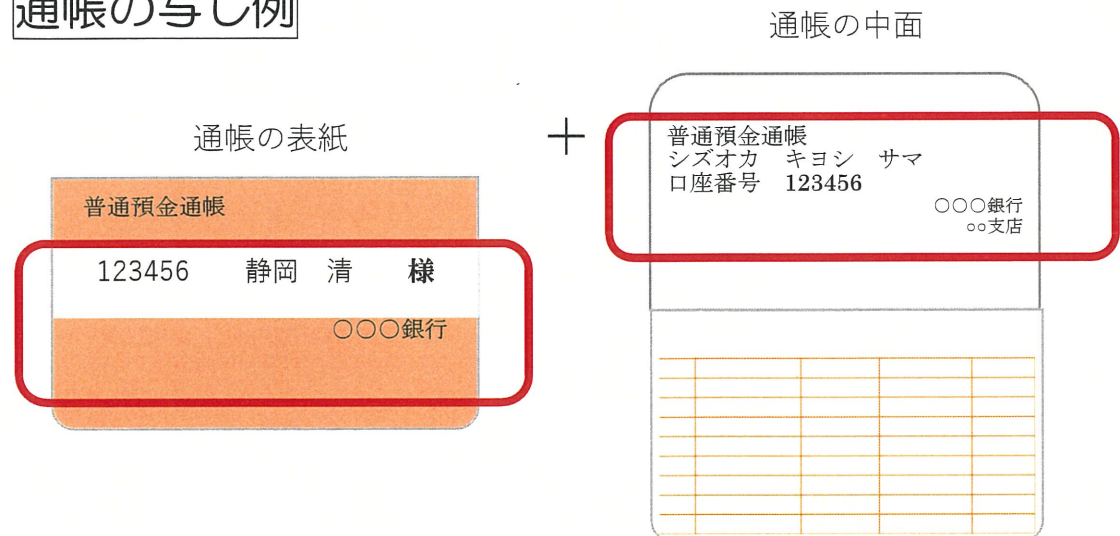 通帳の写し例
通帳の表紙
普通預金通帳
123456 静岡 清 様
○○○銀行
+
通帳の中面
普通預金通帳
シズオカ キヨシ サマ
口座番号 123456
○○○銀行
○○支店